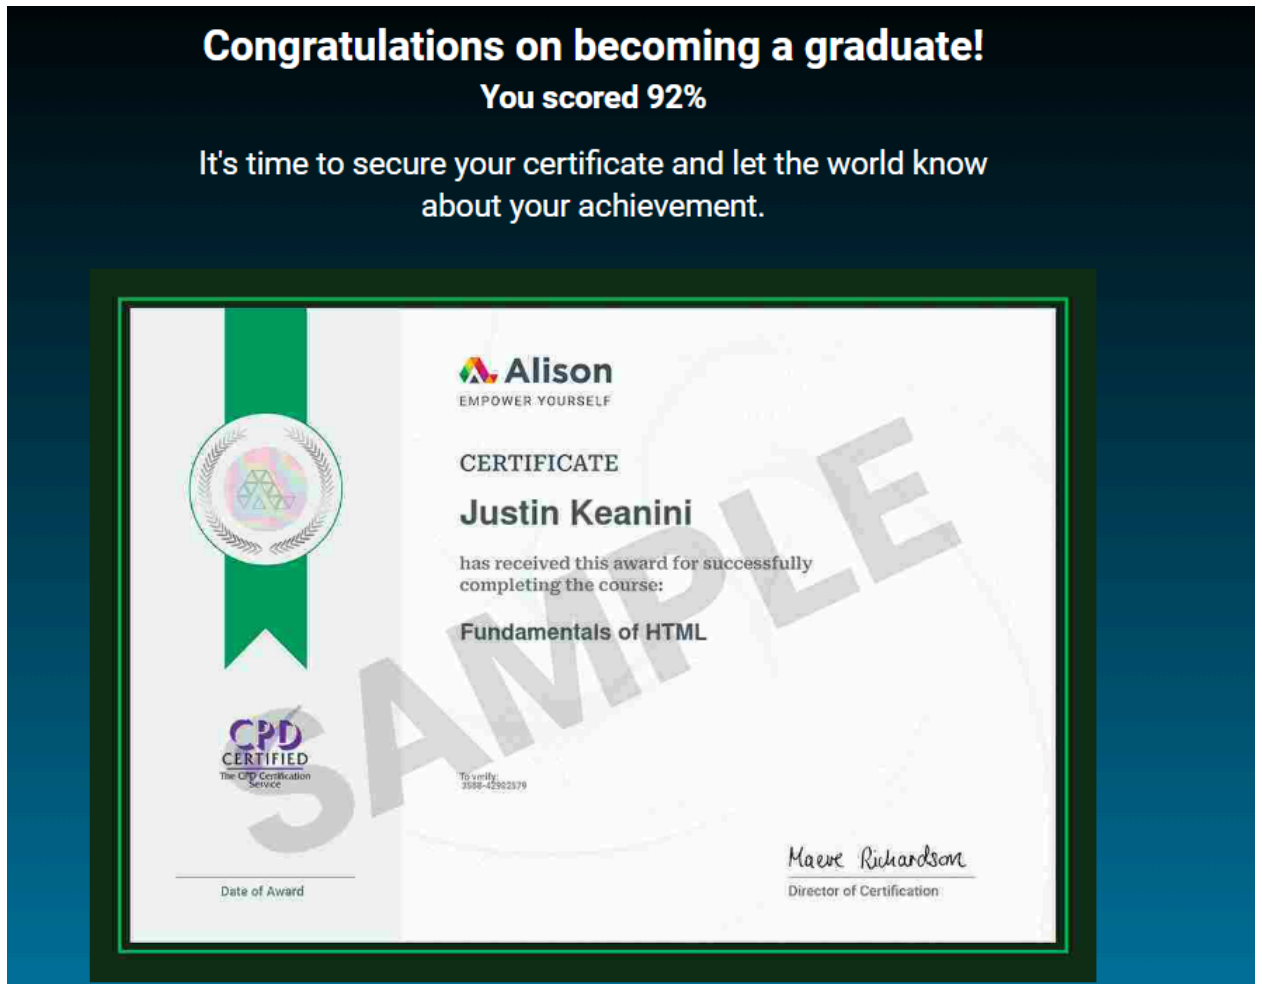 Congratulations on becoming a graduate!
You scored 92%
It's time to secure your certificate and let the world know
about your achievement.
Alison
EMPOWER YOURSELF
CERTIFICATE
Justin Keanini
has received this award for successfully
completing the course:
Fundamentals of HTML
SAMPLE
CPD
CERTIFIED
The CPD Certification
Service
To verify:
3588-42902579
Maeve Richardson
Date of Award
Director of Certification